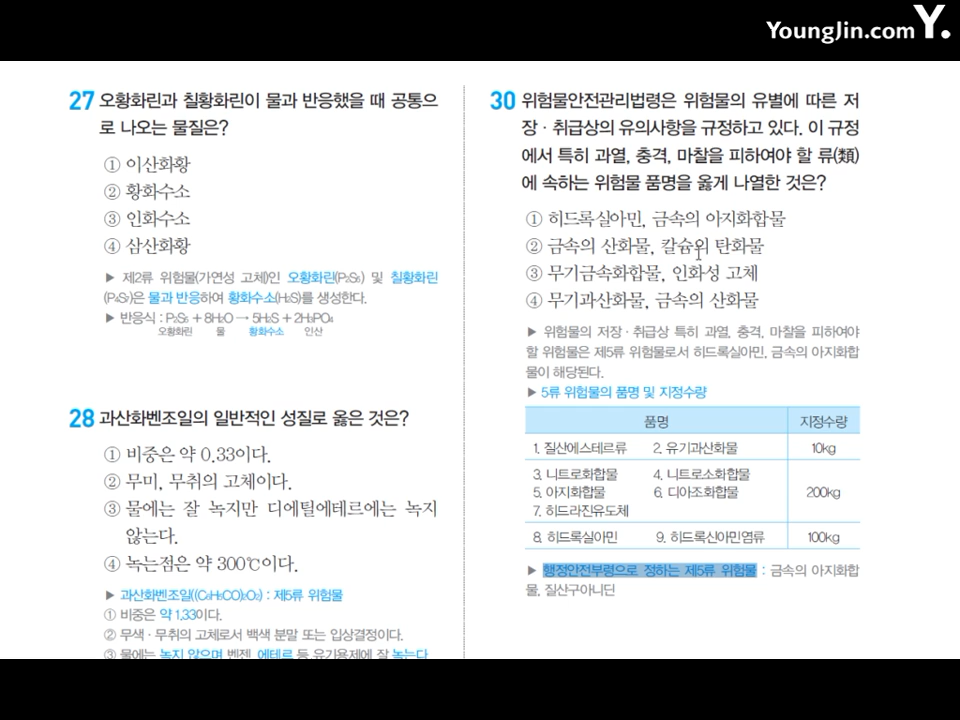 YoungJin.com Y.
27 오황화린과 칠황화린이 물과 반응했을 때 공통으
로 나오는 물질은?
① 이산화황
② 황화수소
③ 인화수소
④ 삼산화황
▶ 제2류 위험물(가연성 고체)인 오황화린(P₂S₅) 및 칠황화린
(P₄S₇)은 물과 반응하여 황화수소(H₂S)를 생성한다.
▶ 반응식 : P₂S₅ + 8H₂O → 5H₂S + 2H₃PO₄
오황화린 물 황화수소 인산
28 과산화벤조일의 일반적인 성질로 옳은 것은?
① 비중은 약 0.33이다.
② 무미, 무취의 고체이다.
③ 물에는 잘 녹지만 디에틸에테르에는 녹지
않는다.
④ 녹는점은 약 300℃이다.
▶ 과산화벤조일((C₆H₅CO)₂O₂) : 제5류 위험물
① 비중은 약 1.33이다.
② 무색·무취의 고체로서 백색 분말 또는 입상결정이다.
③ 물에는 녹지 않으며 벤젠, 에테르 등 유기용제에 잘 녹는다
30 위험물안전관리법령은 위험물의 유별에 따른 저
장·취급상의 유의사항을 규정하고 있다. 이 규정
에서 특히 과열, 충격, 마찰을 피하여야 할 류(類)
에 속하는 위험물 품명을 옳게 나열한 것은?
① 히드록실아민, 금속의 아지화합물
② 금속의 산화물, 칼슘의 탄화물
③ 무기금속화합물, 인화성 고체
④ 무기과산화물, 금속의 산화물
▶ 위험물의 저장·취급상 특히 과열, 충격, 마찰을 피하여야
할 위험물은 제5류 위험물로서 히드록실아민, 금속의 아지화합
물이 해당된다.
▶ 5류 위험물의 품명 및 지정수량
품명 지정수량
1. 질산에스테르류 2. 유기과산화물 10kg
3. 니트로화합물 4. 니트로소화합물
5. 아지화합물 6. 디아조화합물 200kg
7. 히드라진유도체
8. 히드록실아민 9. 히드록신아민염류 100kg
▶ 행정안전부령으로 정하는 제5류 위험물 : 금속의 아지화합
물, 질산구아니딘